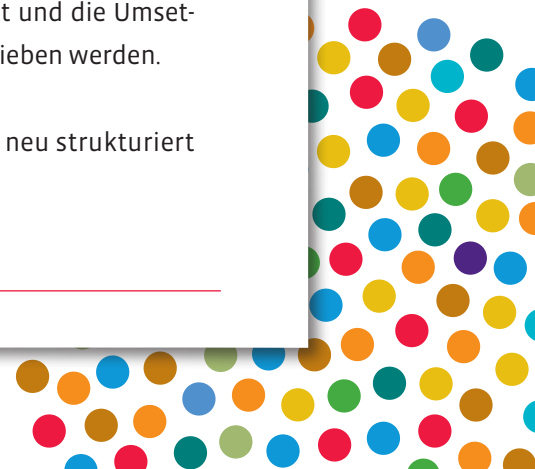 t und die Umset-
ieben werden.
neu strukturiert